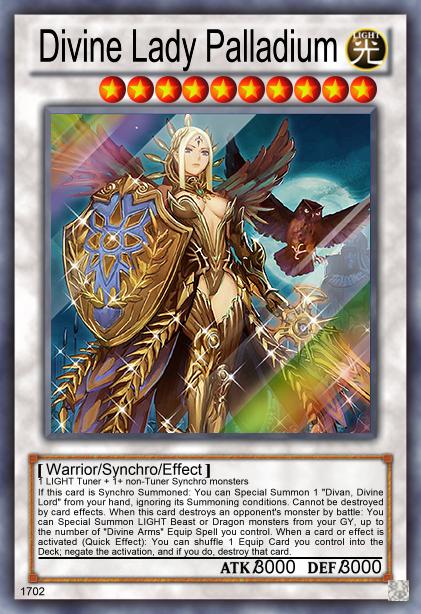 Divine Lady Palladium
LIGHT
光
[ Warrior/Synchro/Effect ]
1 LIGHT Tuner + 1+ non-Tuner Synchro monsters
If this card is Synchro Summoned: You can Special Summon 1 "Divan, Divine
Lord" from your hand, ignoring its Summoning conditions. Cannot be destroyed
by card effects. When this card destroys an opponent's monster by battle: You
can Special Summon LIGHT Beast or Dragon monsters from your GY, up to
the number of "Divine Arms" Equip Spell you control. When a card or effect is
activated (Quick Effect): You can shuffle 1 Equip Card you control into the
Deck; negate the activation, and if you do, destroy that card.
ATK 3000 DEF 3000
1702